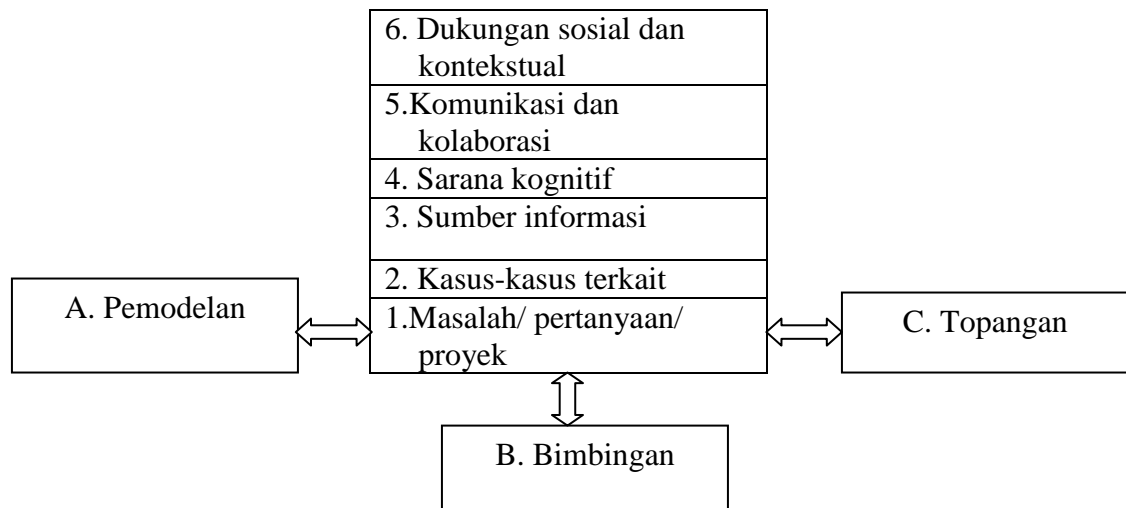 6. Dukungan sosial dan
kontekstual
5.Komunikasi dan
kolaborasi
4. Sarana kognitif
3. Sumber informasi
2. Kasus-kasus terkait
1.Masalah/ pertanyaan/
proyek
A. Pemodelan
C. Topangan
B. Bimbingan